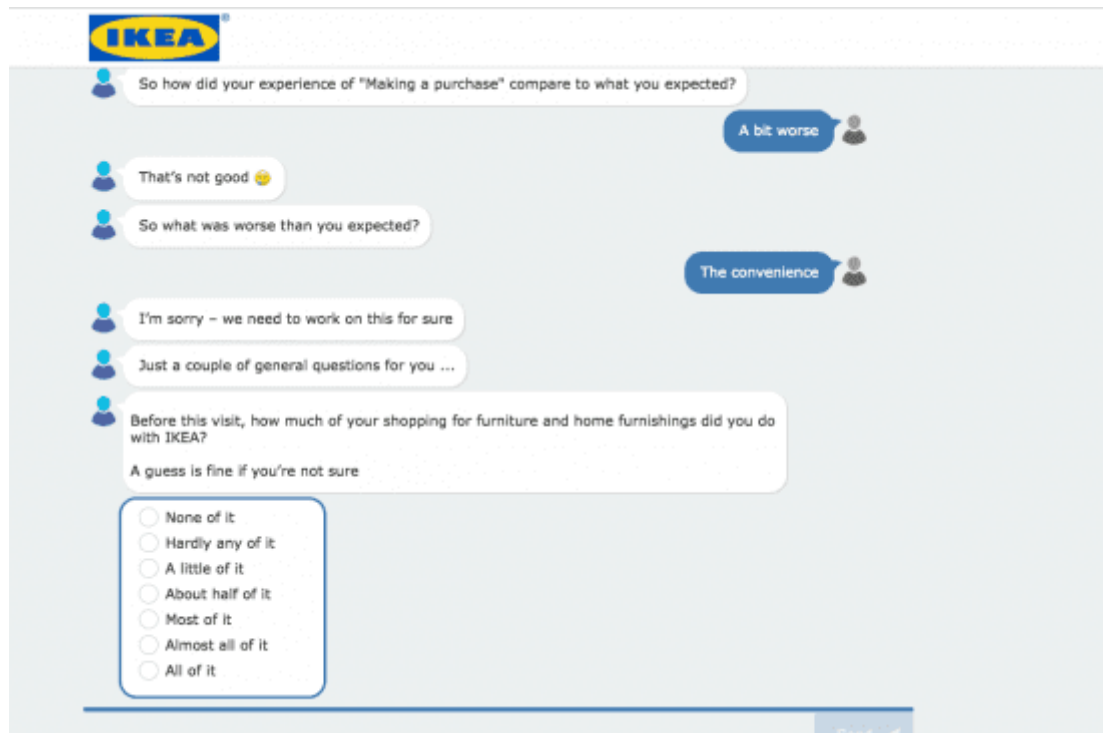 IKEA®
So how did your experience of "Making a purchase" compare to what you expected?
A bit worse
That's not good
So what was worse than you expected?
The convenience
I'm sorry – we need to work on this for sure
Just a couple of general questions for you ...
Before this visit, how much of your shopping for furniture and home furnishings did you do
with IKEA?
A guess is fine if you're not sure
None of it
Hardly any of it
A little of it
About half of it
Most of it
Almost all of it
All of it